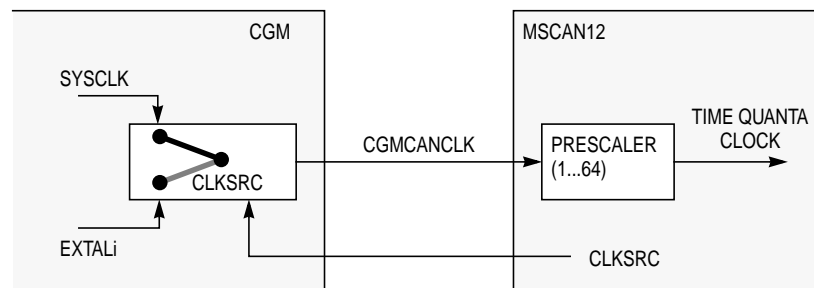 CGM
MSCAN12
SYSCLK
TIME QUANTA
CLOCK
CGMCANCLK
PRESCALER
(1...64)
CLKSRC
EXTALi
CLKSRC